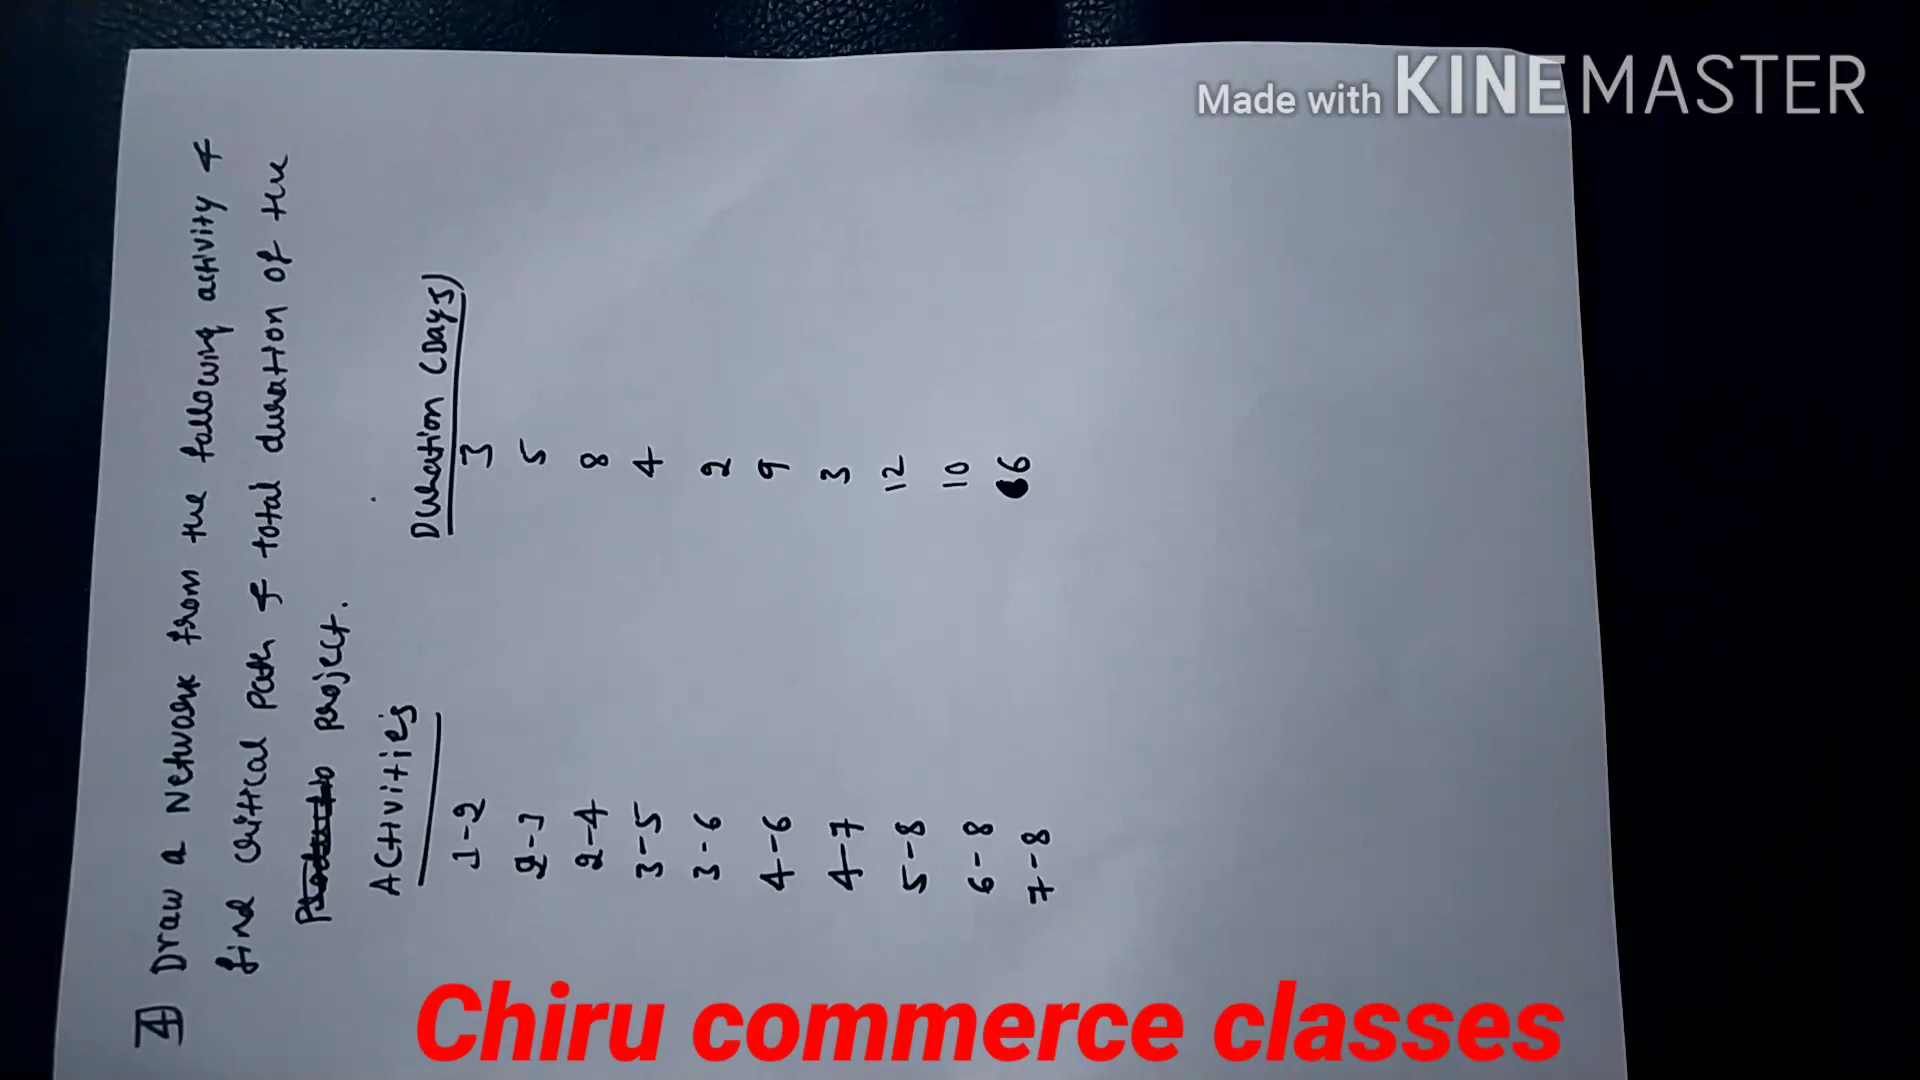 Made with KINEMASTER
4 Draw a Network from the following activity &
find critical path & total duration of the
project.
Activities Duration (Days)
1-2 3
2-3 5
2-4 8
3-5 4
3-6 2
4-6 9
4-7 3
5-8 12
6-8 10
7-8 6
Chiru commerce classes